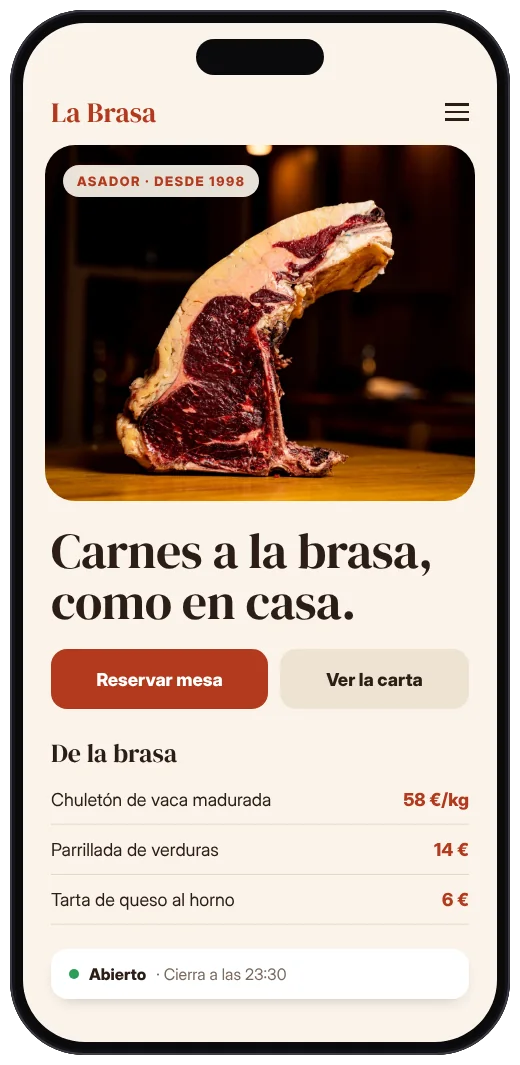 La Brasa
ASADOR · DESDE 1998
Carnes a la brasa,
como en casa.
Reservar mesa
Ver la carta
De la brasa
Chuletón de vaca madurada 58 €/kg
Parrillada de verduras 14 €
Tarta de queso al horno 6 €
Abierto · Cierra a las 23:30